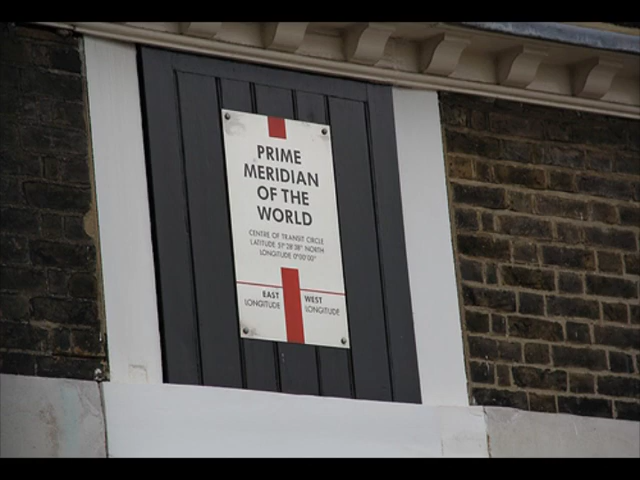 PRIME
MERIDIAN
OF THE
WORLD
CENTRE OF TRANSIT CIRCLE
LATITUDE 51°28'38" NORTH
LONGITUDE 0°00'00"
EAST
LONGITUDE
WEST
LONGITUDE